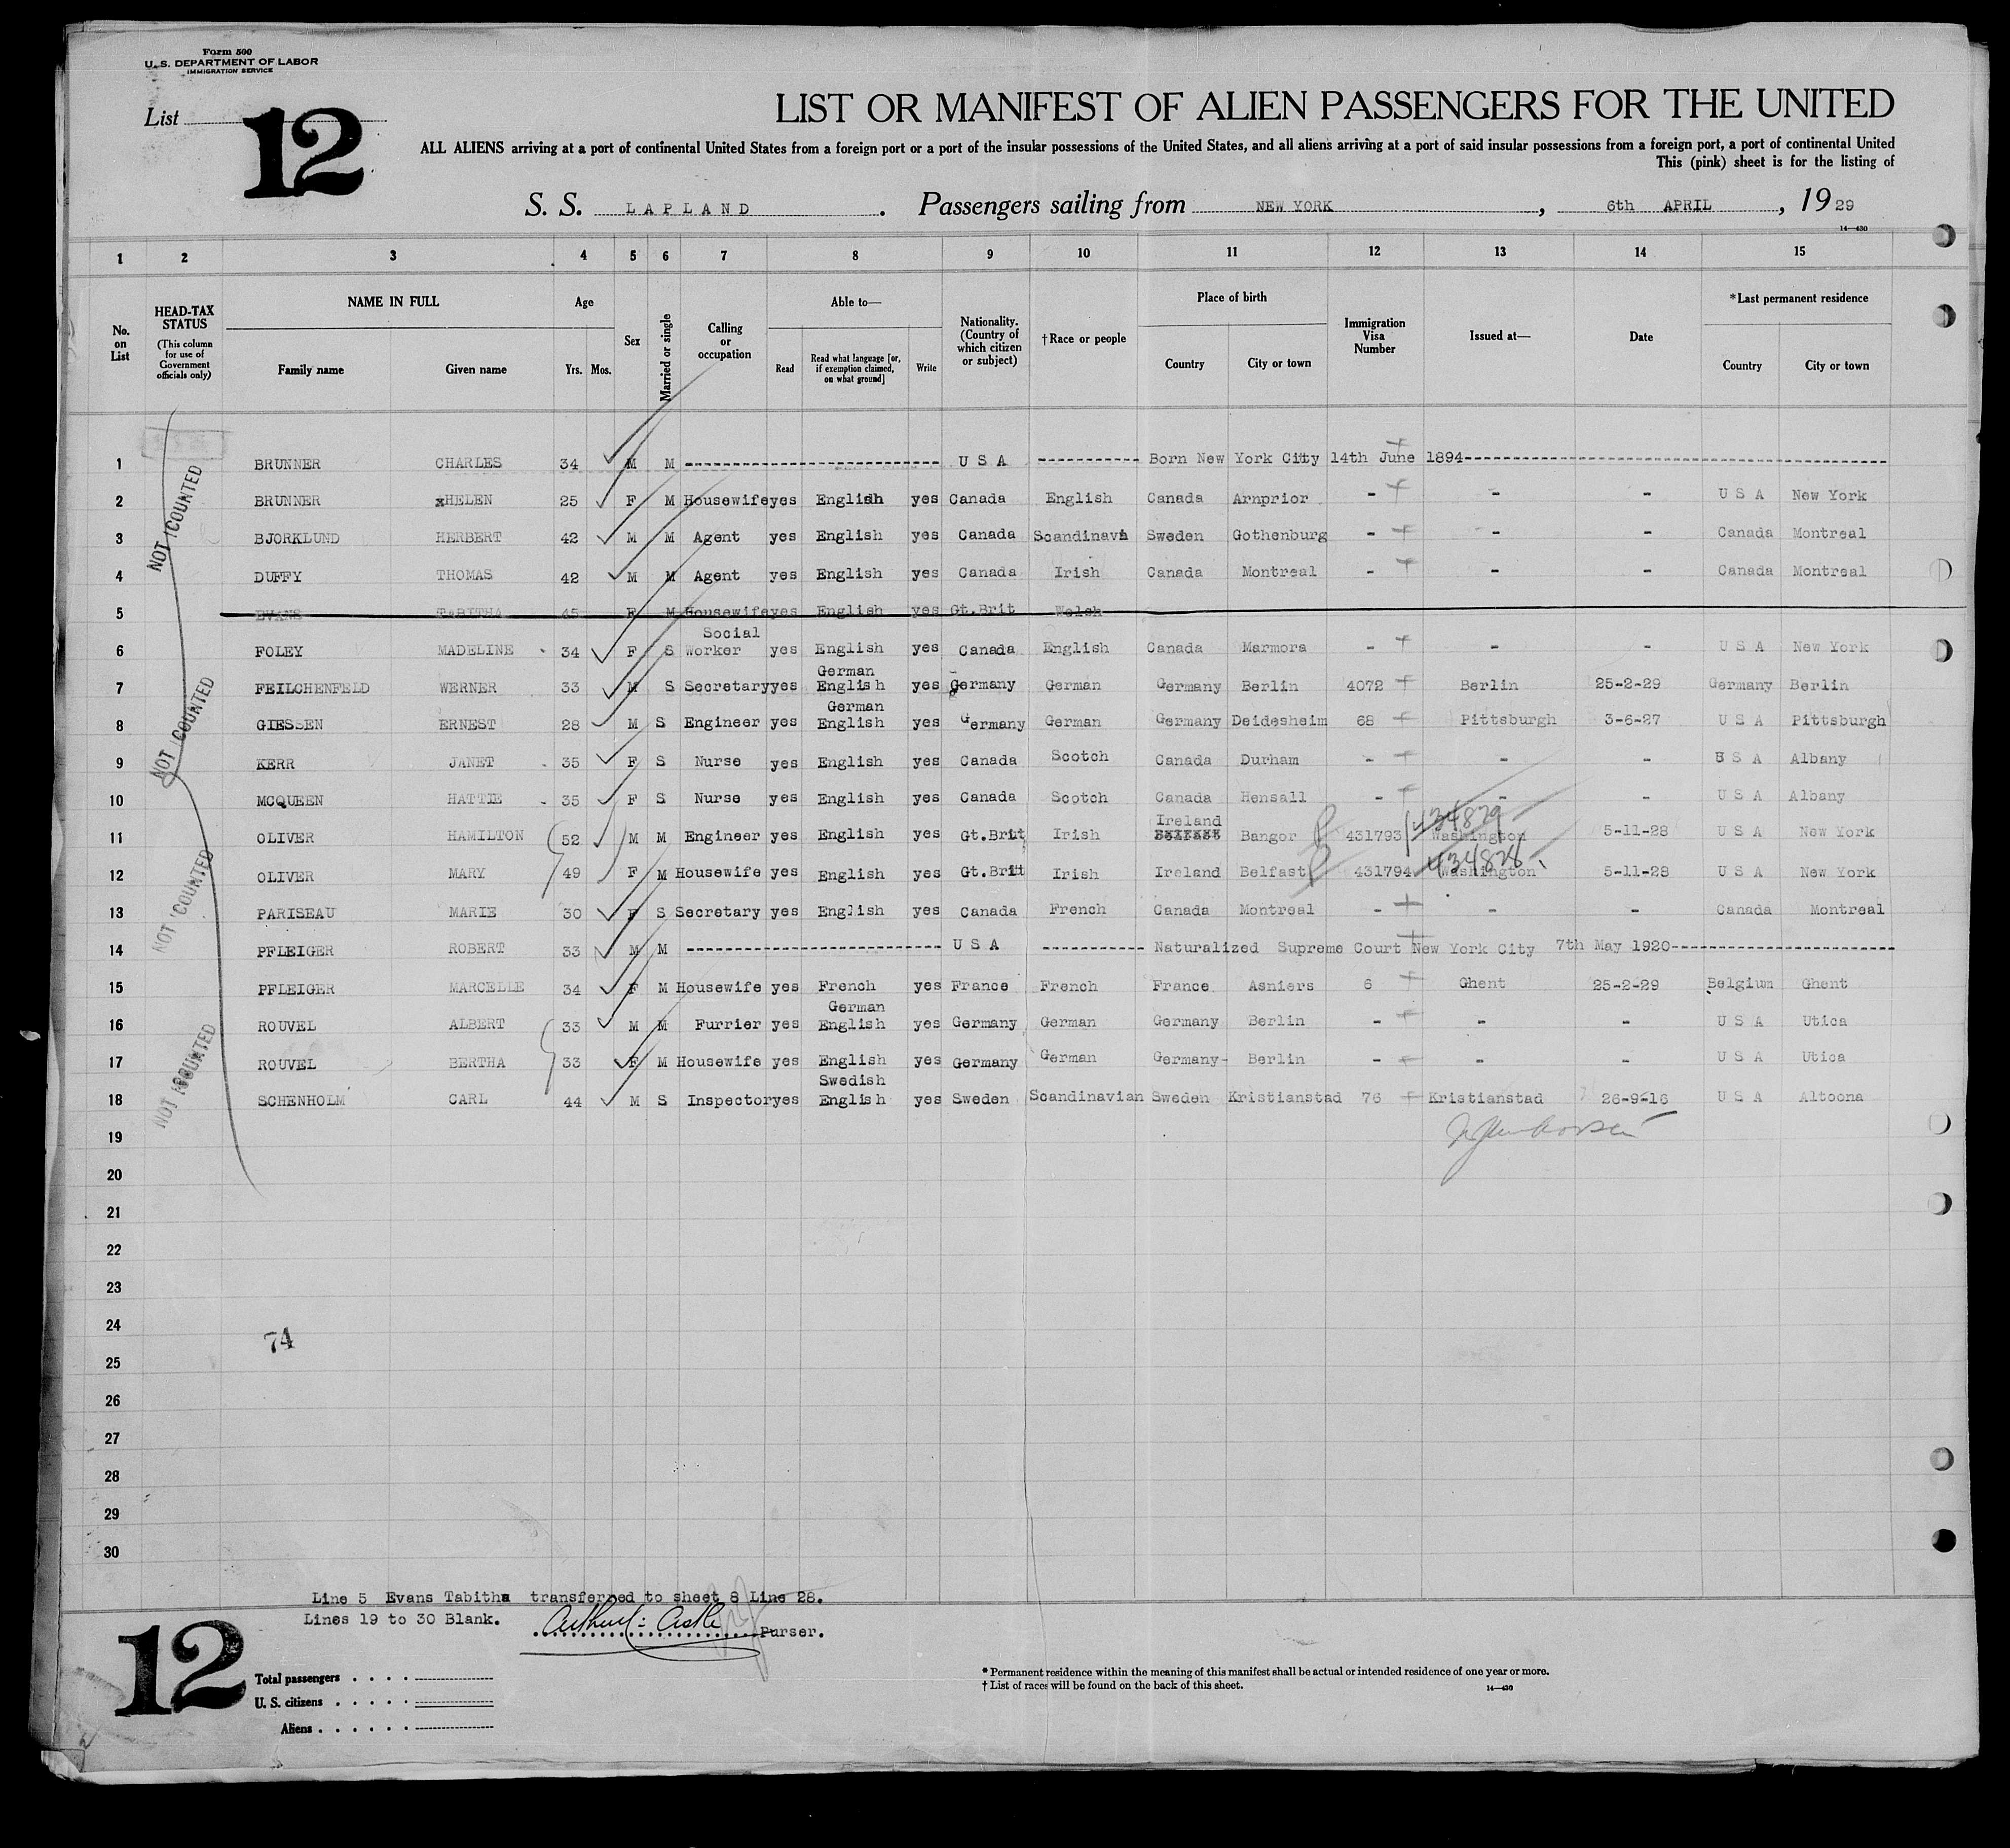 Form 500
U. S. DEPARTMENT OF LABOR
IMMIGRATION SERVICE
List 12
LIST OR MANIFEST OF ALIEN PASSENGERS FOR THE UNITED
ALL ALIENS arriving at a port of continental United States from a foreign port or a port of the insular possessions of the United States, and all aliens arriving at a port of said insular possessions from a foreign port, a port of continental United
This (pink) sheet is for the listing of
S. S. LAPLAND. Passengers sailing from NEW YORK, 6th APRIL, 1929
14—430
1 2 3 4 5 6 7 8 9 10 11 12 13 14 15
No. on List
HEAD-TAX STATUS
(This column for use of Government officials only)
NAME IN FULL
Family name Given name
Age
Yrs. Mos.
Sex
Married or single
Calling or occupation
Able to—
Read
Read what language [or, if exemption claimed, on what ground]
Write
Nationality. (Country of which citizen or subject)
†Race or people
Place of birth
Country City or town
Immigration Visa Number
Issued at—
Date
*Last permanent residence
Country City or town
1 BRUNNER CHARLES 34 M M U S A Born New York City 14th June 1894
2 BRUNNER xHELEN 25 F M Housewife yes English yes Canada English Canada Arnprior - - - U S A New York
3 BJORKLUND HERBERT 42 M M Agent yes English yes Canada Scandinavi Sweden Gothenburg - - - Canada Montreal
4 DUFFY THOMAS 42 M M Agent yes English yes Canada Irish Canada Montreal - - - Canada Montreal
5 EVANS TABITHA 45 F M Housewife yes English yes Gt.Brit Welsh
6 FOLEY MADELINE 34 F S Social Worker yes English yes Canada English Canada Marmora - - - U S A New York
7 FEILCHENFELD WERNER 33 M S Secretary yes German English yes Germany German Germany Berlin 4072 Berlin 25-2-29 Germany Berlin
8 GIESSEN ERNEST 28 M S Engineer yes German English yes Germany German Germany Deidesheim 68 Pittsburgh 3-6-27 U S A Pittsburgh
9 KERR JANET 35 F S Nurse yes English yes Canada Scotch Canada Durham - - - U S A Albany
10 MCQUEEN HATTIE 35 F S Nurse yes English yes Canada Scotch Canada Hensall - - - U S A Albany
11 OLIVER HAMILTON 52 M M Engineer yes English yes Gt.Brit Irish Ireland Bangor 431793 434879 Washington 5-11-28 U S A New York
12 OLIVER MARY 49 F M Housewife yes English yes Gt.Brit Irish Ireland Belfast 431794 434878 Washington 5-11-28 U S A New York
13 PARISEAU MARIE 30 F S Secretary yes English yes Canada French Canada Montreal - - - Canada Montreal
14 PFLEIGER ROBERT 33 M M U S A Naturalized Supreme Court New York City 7th May 1920
15 PFLEIGER MARCELLE 34 F M Housewife yes French yes France French France Asniers 6 Ghent 25-2-29 Belgium Ghent
16 ROUVEL ALBERT 33 M M Furrier yes German English yes Germany German Germany Berlin - - - U S A Utica
17 ROUVEL BERTHA 33 F M Housewife yes English yes Germany German Germany- Berlin - - - U S A Utica
18 SCHENHOLM CARL 44 M S Inspector yes Swedish English yes Sweden Scandinavian Sweden Kristianstad 76 Kristianstad 26-9-16 U S A Altoona
NOT COUNTED
NOT COUNTED
NOT COUNTED
NOT COUNTED
19
20
21
22
23
24
74
25
26
27
28
29
30
Line 5 Evans Tabitha transferred to sheet 8 Line 28.
Lines 19 to 30 Blank.
Purser.
12
Total passengers
U. S. citizens
Aliens
* Permanent residence within the meaning of this manifest shall be actual or intended residence of one year or more.
† List of races will be found on the back of this sheet.
14—430